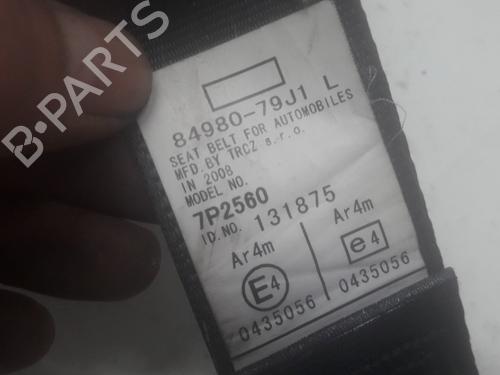 B-PARTS
84980-79J1 L
SEAT BELT FOR AUTOMOBILES
MFD. BY TRCZ s.r.o.
IN 2008
MODEL NO.
7P2560
ID.NO. 131875
Ar4m
E4
0435056
Ar4m
e4
0435056